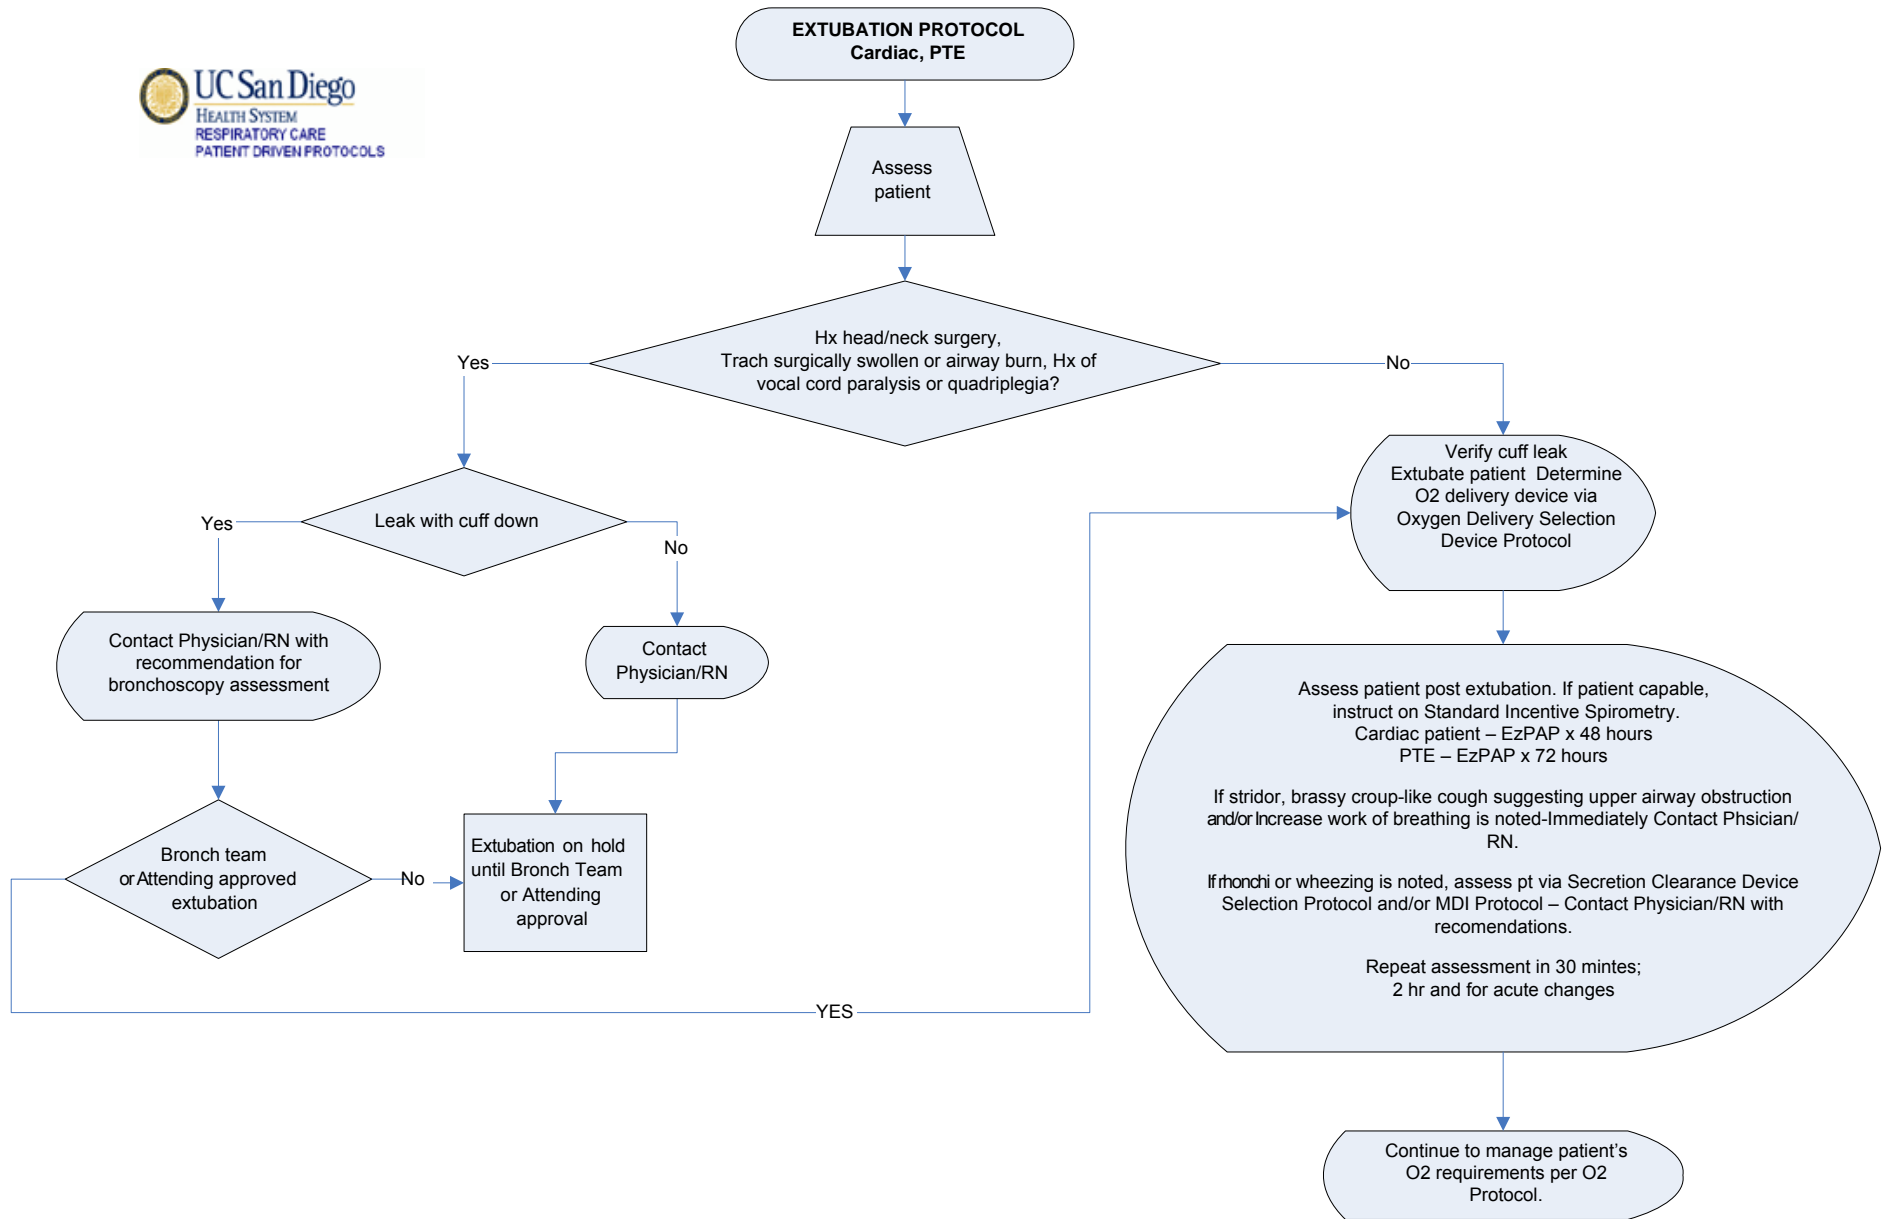 EXTUBATION PROTOCOL
Cardiac, PTE
UC San Diego
HEALTH SYSTEM
RESPIRATORY CARE
PATIENT DRIVEN PROTOCOLS
Assess
patient
Hx head/neck surgery,
Trach surgically swollen or airway burn, Hx of
vocal cord paralysis or quadriplegia?
Yes
No
Leak with cuff down
Yes
No
Contact Physician/RN with
recommendation for
bronchoscopy assessment
Contact
Physician/RN
Bronch team
or Attending approved
extubation
No
Extubation on hold
until Bronch Team
or Attending
approval
YES
Verify cuff leak
Extubate patient Determine
O2 delivery device via
Oxygen Delivery Selection
Device Protocol
Assess patient post extubation. If patient capable,
instruct on Standard Incentive Spirometry.
Cardiac patient – EzPAP x 48 hours
PTE – EzPAP x 72 hours
If stridor, brassy croup-like cough suggesting upper airway obstruction
and/or Increase work of breathing is noted-Immediately Contact Phsician/
RN.
If rhonchi or wheezing is noted, assess pt via Secretion Clearance Device
Selection Protocol and/or MDI Protocol – Contact Physician/RN with
recomendations.
Repeat assessment in 30 mintes;
2 hr and for acute changes
Continue to manage patient’s
O2 requirements per O2
Protocol.